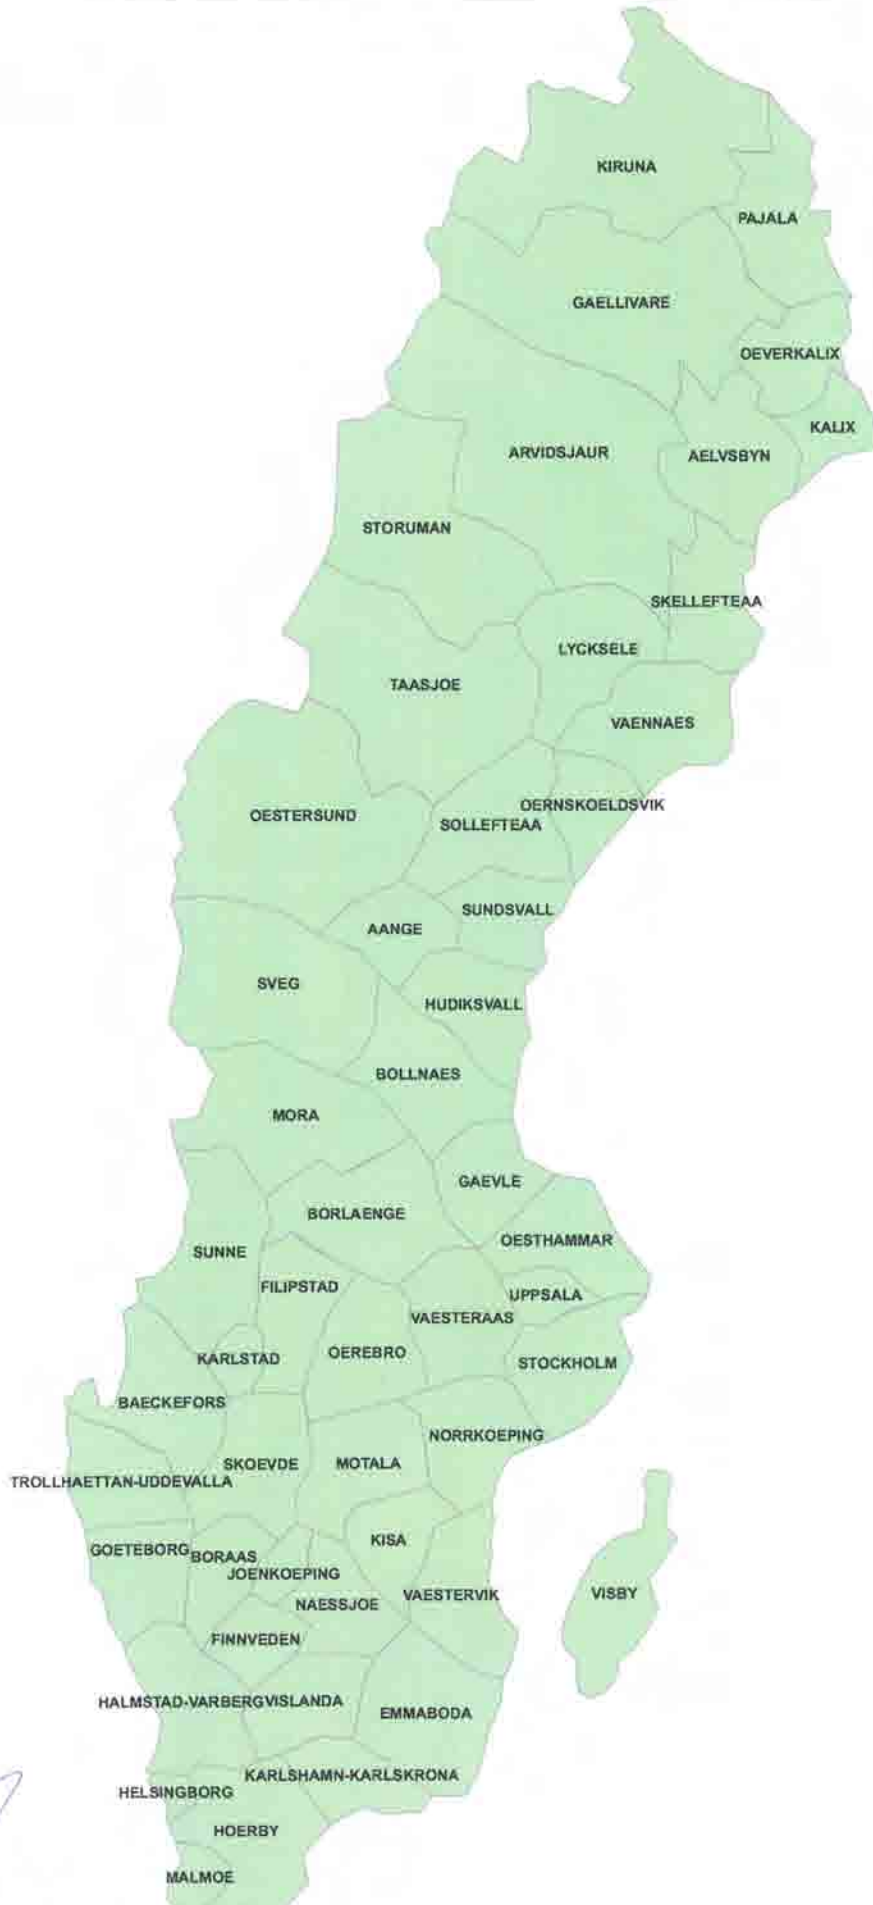 KIRUNA
PAJALA
GAELLIVARE
OEVERKALIX
KALIX
ARVIDSJAUR
AELVSBYN
STORUMAN
SKELLEFTEAA
LYCKSELE
TAASJOE
VAENNAES
OERNSKOELDSVIK
OESTERSUND
SOLLEFTEAA
SUNDSVALL
AANGE
SVEG
HUDIKSVALL
BOLLNAES
MORA
GAEVLE
BORLAENGE
OESTHAMMAR
SUNNE
FILIPSTAD
UPPSALA
VAESTERAAS
OEREBRO
KARLSTAD
STOCKHOLM
BAECKEFORS
NORRKOEPING
SKOEVDE
MOTALA
TROLLHAETTAN-UDDEVALLA
KISA
GOETEBORG
BORAAS
JOENKOEPING
VISBY
VAESTERVIK
NAESSJOE
FINNVEDEN
HALMSTAD-VARBERG
VISLANDA
EMMABODA
KARLSHAMN-KARLSKRONA
HELSINGBORG
HOERBY
MALMOE